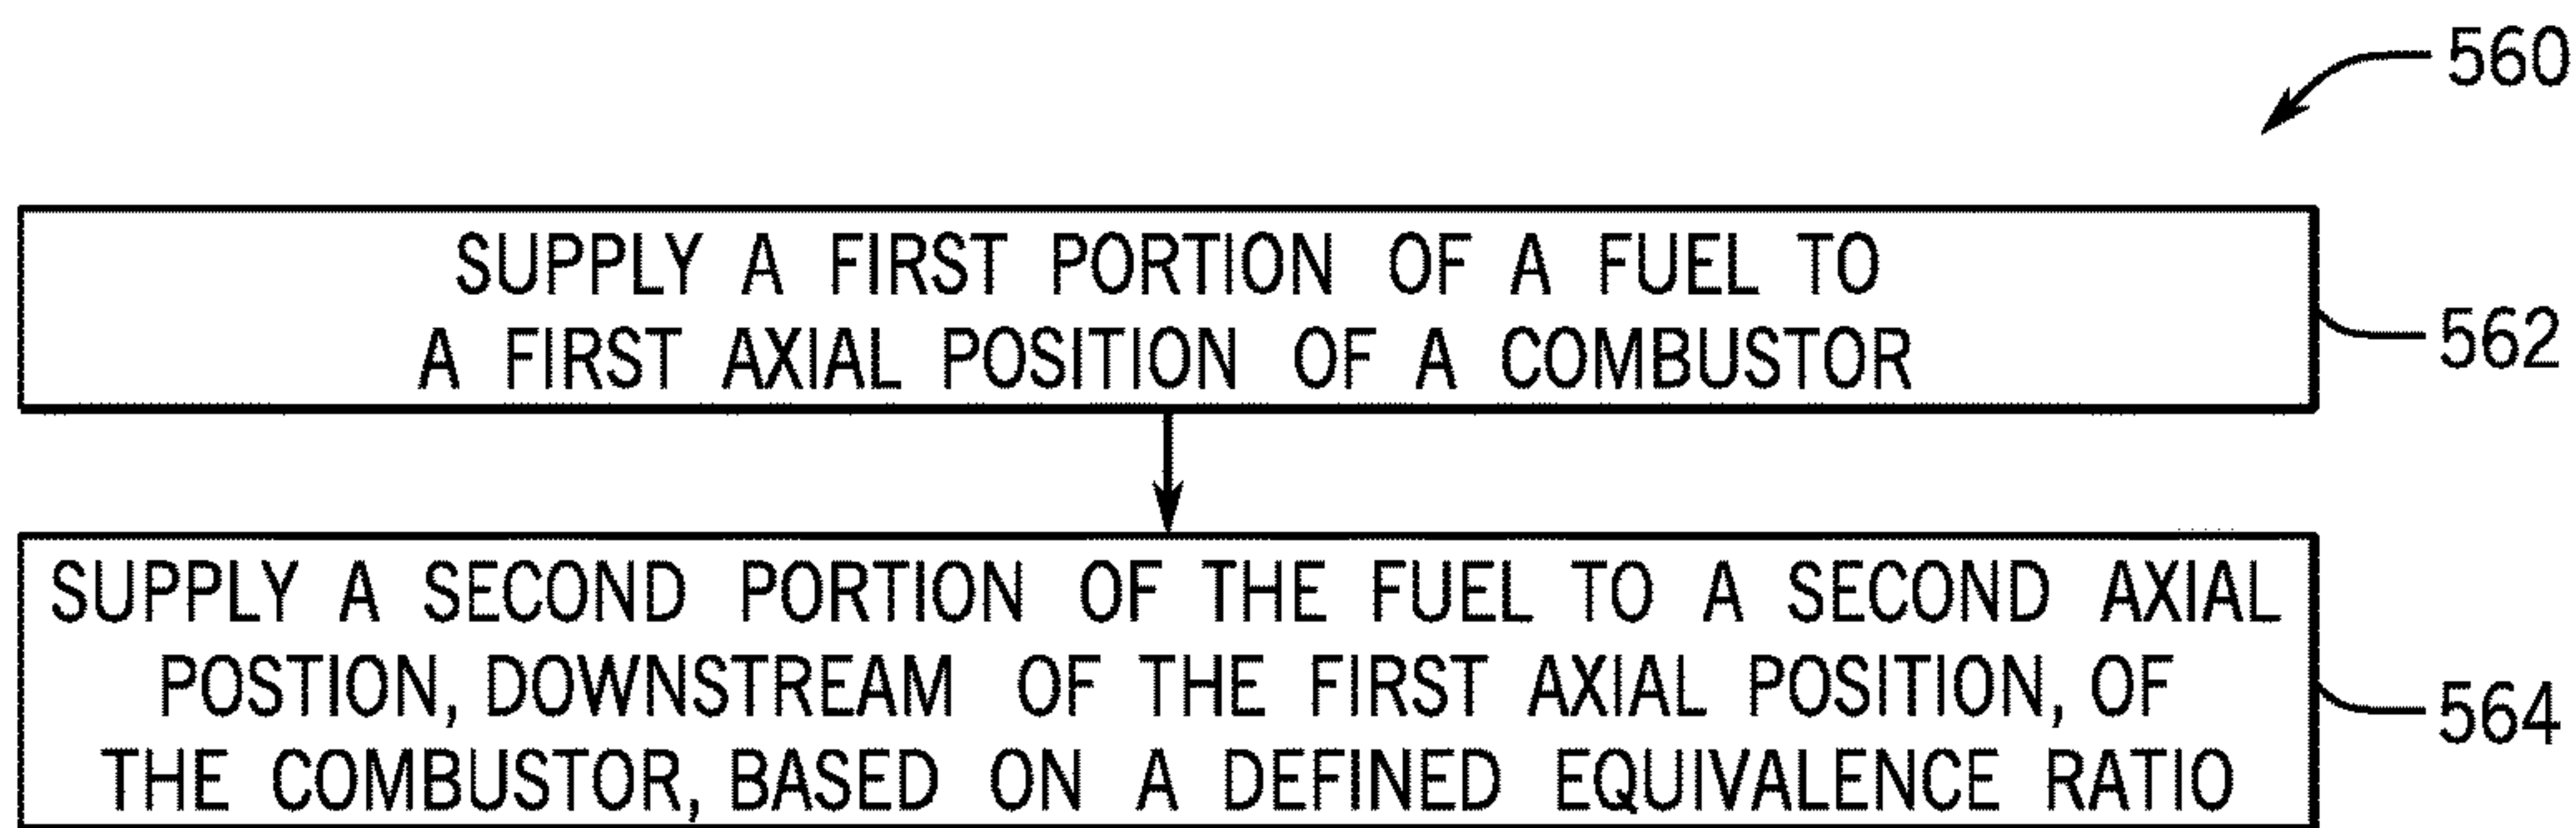 560
SUPPLY A FIRST PORTION OF A FUEL TO
A FIRST AXIAL POSITION OF A COMBUSTOR
562
SUPPLY A SECOND PORTION OF THE FUEL TO A SECOND AXIAL
POSTION, DOWNSTREAM OF THE FIRST AXIAL POSITION, OF
THE COMBUSTOR, BASED ON A DEFINED EQUIVALENCE RATIO
564